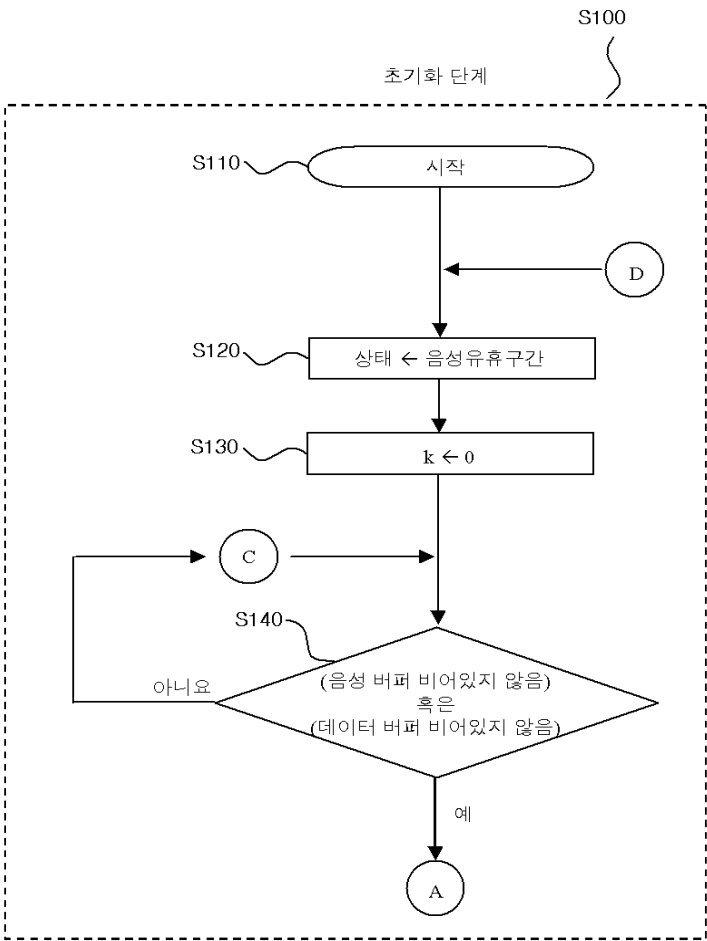 S100
초기화 단계
S110
시작
D
S120
상태 ← 음성유휴구간
S130
k ← 0
C
S140
아니요
(음성 버퍼 비어있지 않음)
혹은
(데이터 버퍼 비어있지 않음)
예
A